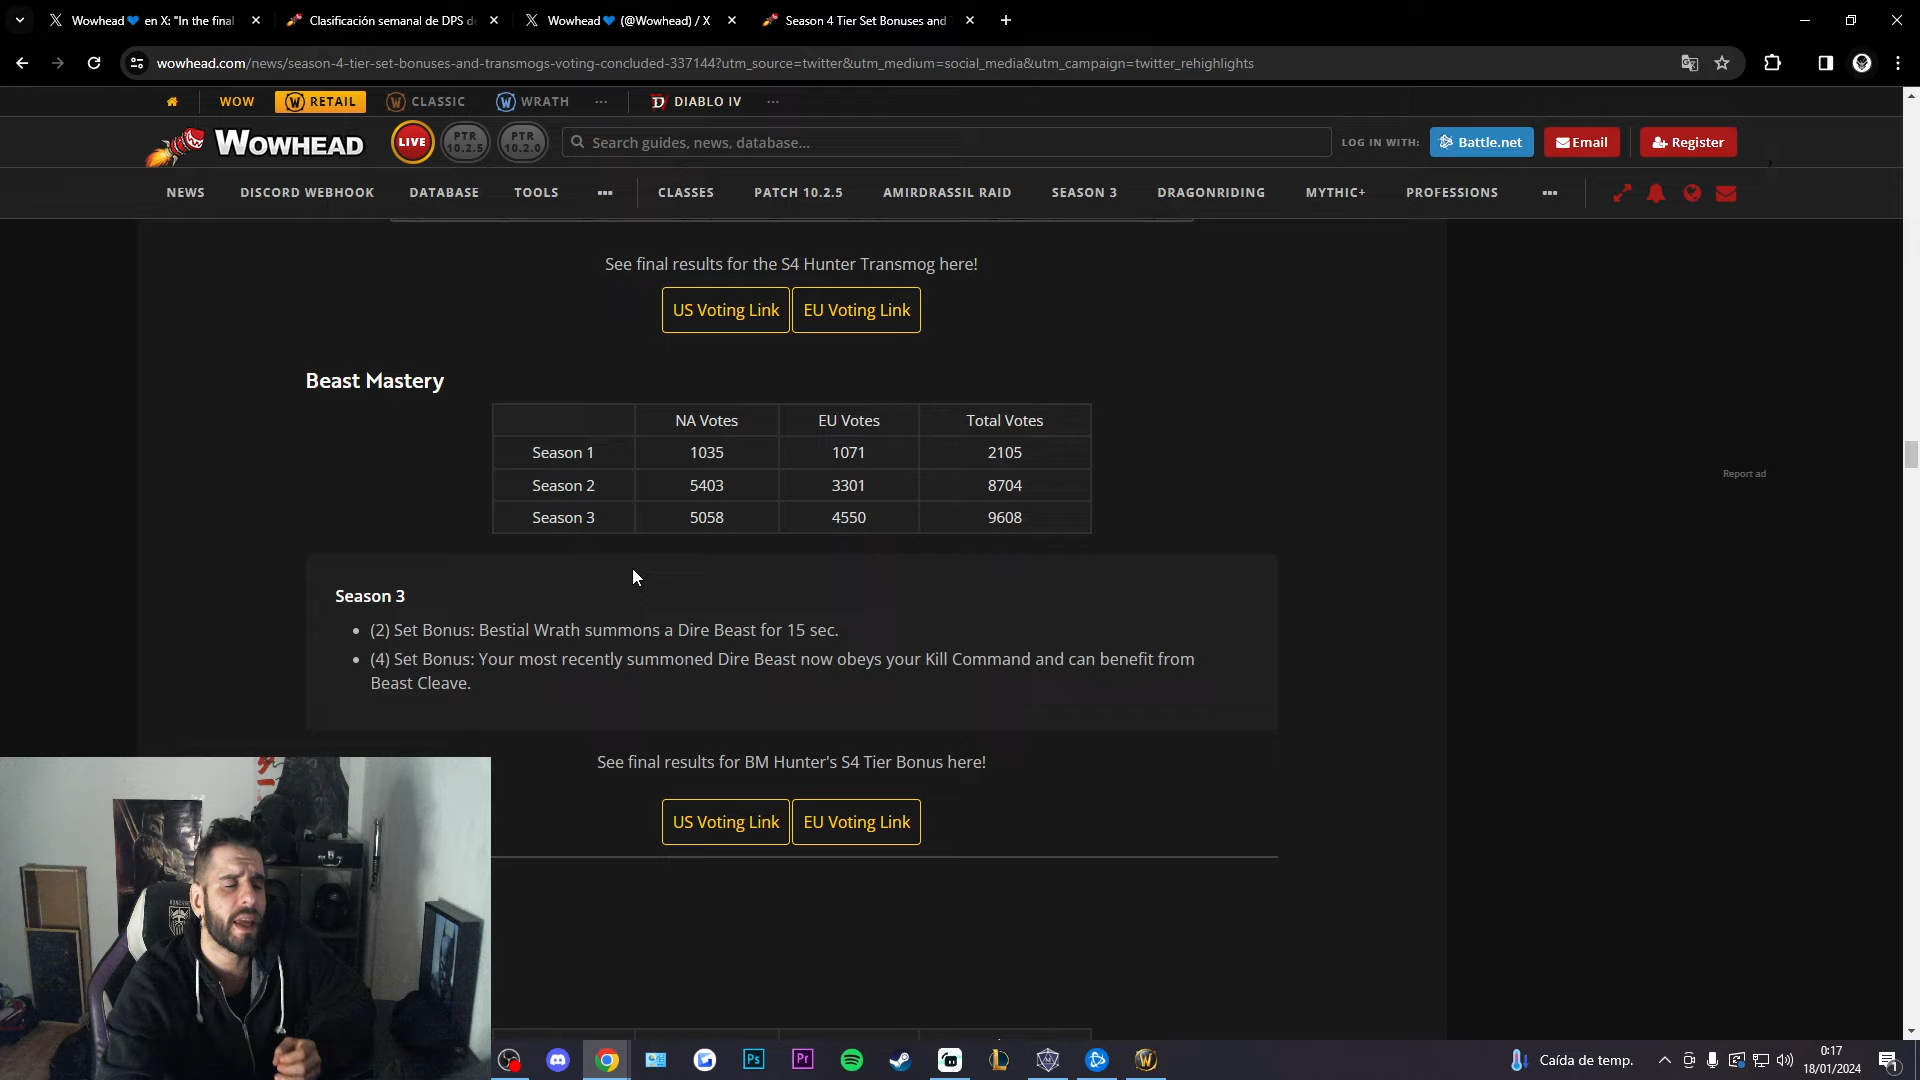 Wowhead💙 en X: "In the final
Clasificación semanal de DPS de
Wowhead💙 (@Wowhead) / X
Season 4 Tier Set Bonuses and
wowhead.com/news/season-4-tier-set-bonuses-and-transmogs-voting-concluded-337144?utm_source=twitter&utm_medium=social_media&utm_campaign=twitter_rehighlights
WOW RETAIL CLASSIC WRATH ... DIABLO IV ...
WOWHEAD LIVE PTR 10.2.5 PTR 10.2.0 Search guides, news, database... LOG IN WITH: Battle.net Email Register
NEWS DISCORD WEBHOOK DATABASE TOOLS ... CLASSES PATCH 10.2.5 AMIRDRASSIL RAID SEASON 3 DRAGONRIDING MYTHIC+ PROFESSIONS ...
See final results for the S4 Hunter Transmog here!
US Voting Link EU Voting Link
Beast Mastery
NA Votes EU Votes Total Votes
Season 1 1035 1071 2105
Season 2 5403 3301 8704
Report ad
Season 3 5058 4550 9608
Season 3
• (2) Set Bonus: Bestial Wrath summons a Dire Beast for 15 sec.
• (4) Set Bonus: Your most recently summoned Dire Beast now obeys your Kill Command and can benefit from
Beast Cleave.
See final results for BM Hunter's S4 Tier Bonus here!
US Voting Link EU Voting Link
Ps Pr
Caída de temp.
0:17
18/01/2024
1